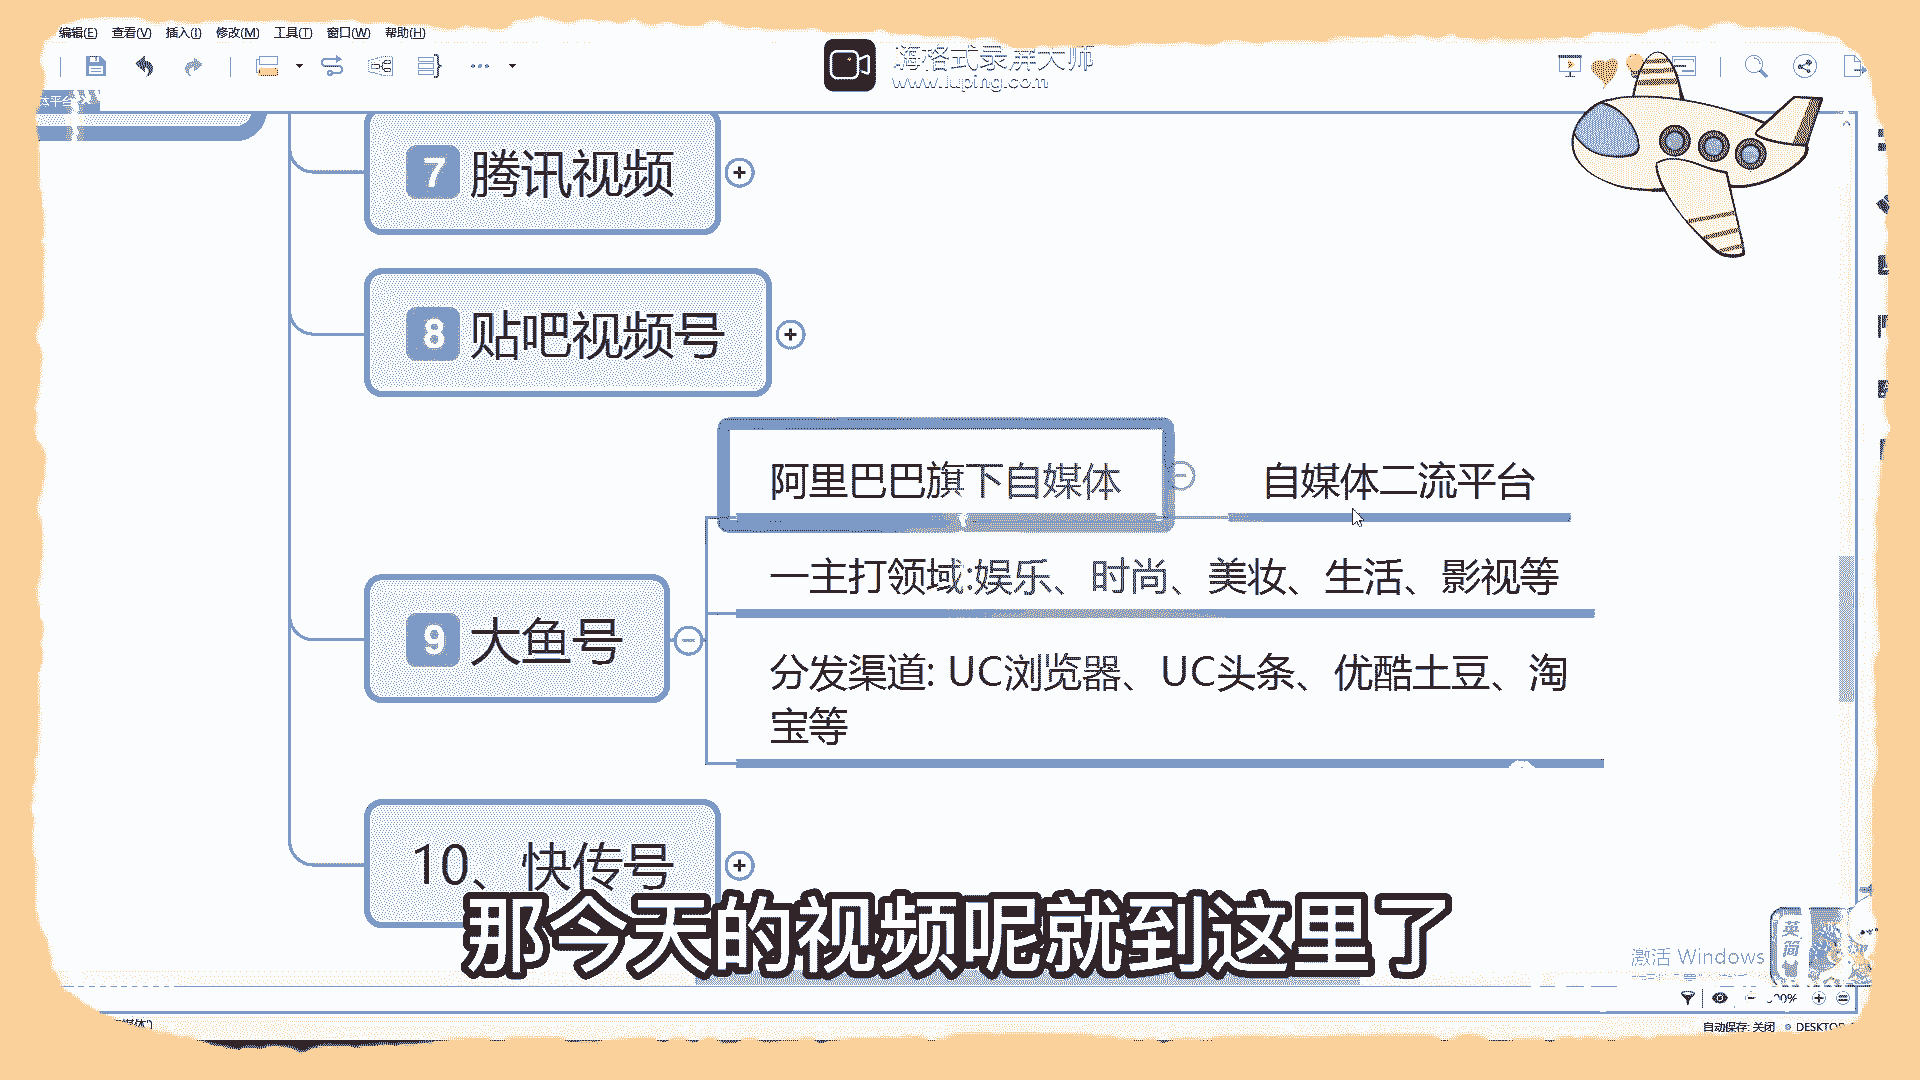 编辑(E) 查看(V) 插入(I) 修改(M) 工具(T) 窗口(W) 帮助(H)
嗨格式录屏大师
www.luping.com
体平台
7 腾讯视频
8 贴吧视频号
阿里巴巴旗下自媒体
自媒体二流平台
一主打领域:娱乐、时尚、美妆、生活、影视等
9 大鱼号
分发渠道: UC浏览器、UC头条、优酷土豆、淘
宝等
10、快传号
那今天的视频呢就到这里了
激活 Windows
英
简
自动保存: 关闭